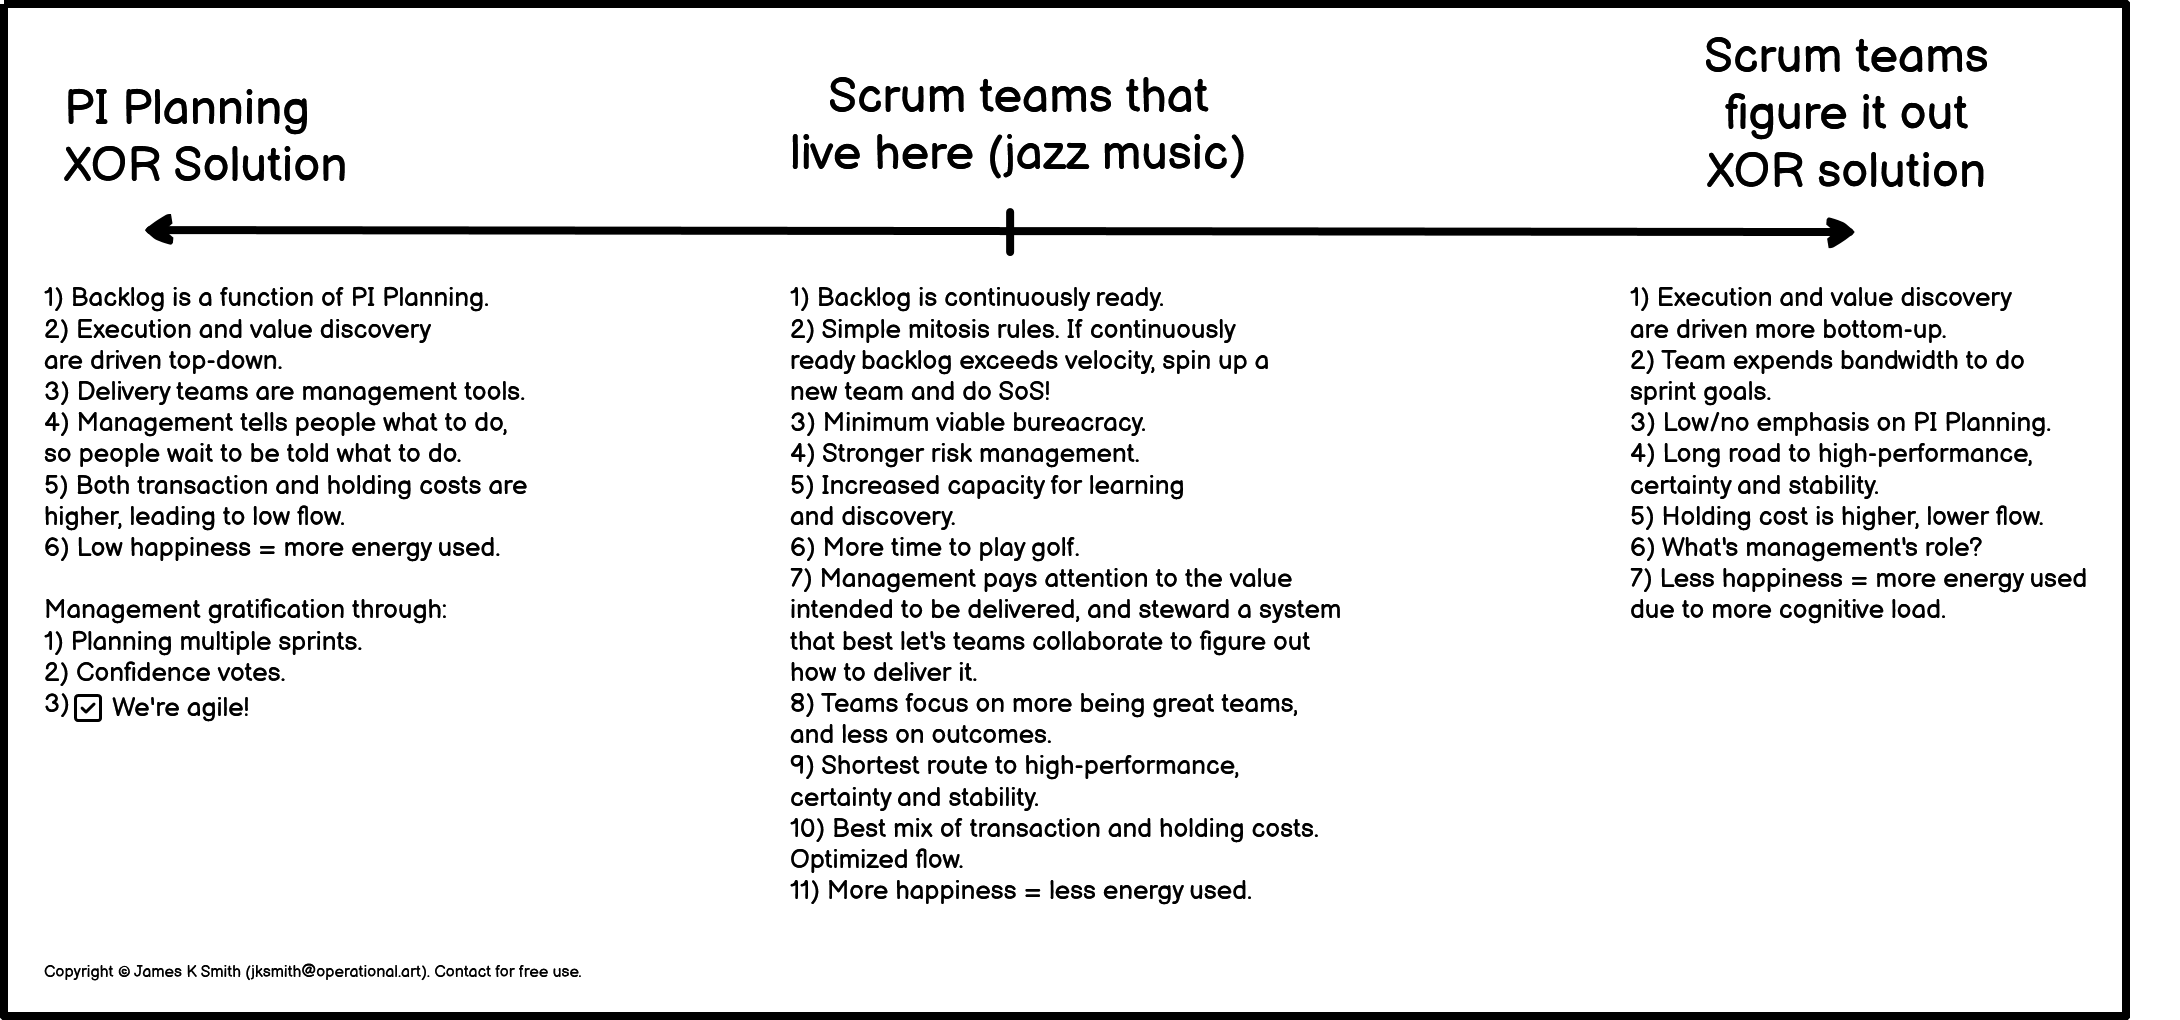 PI Planning
XOR Solution
Scrum teams that
live here (jazz music)
Scrum teams
figure it out
XOR solution
1) Backlog is a function of PI Planning.
2) Execution and value discovery
are driven top-down.
3) Delivery teams are management tools.
4) Management tells people what to do,
so people wait to be told what to do.
5) Both transaction and holding costs are
higher, leading to low flow.
6) Low happiness = more energy used.
Management gratification through:
1) Planning multiple sprints.
2) Confidence votes.
3) ☑ We're agile!
1) Backlog is continuously ready.
2) Simple mitosis rules. If continuously
ready backlog exceeds velocity, spin up a
new team and do SoS!
3) Minimum viable bureacracy.
4) Stronger risk management.
5) Increased capacity for learning
and discovery.
6) More time to play golf.
7) Management pays attention to the value
intended to be delivered, and steward a system
that best let's teams collaborate to figure out
how to deliver it.
8) Teams focus on more being great teams,
and less on outcomes.
9) Shortest route to high-performance,
certainty and stability.
10) Best mix of transaction and holding costs.
Optimized flow.
11) More happiness = less energy used.
1) Execution and value discovery
are driven more bottom-up.
2) Team expends bandwidth to do
sprint goals.
3) Low/no emphasis on PI Planning.
4) Long road to high-performance,
certainty and stability.
5) Holding cost is higher, lower flow.
6) What's management's role?
7) Less happiness = more energy used
due to more cognitive load.
Copyright © James K Smith (jksmith@operational.art). Contact for free use.